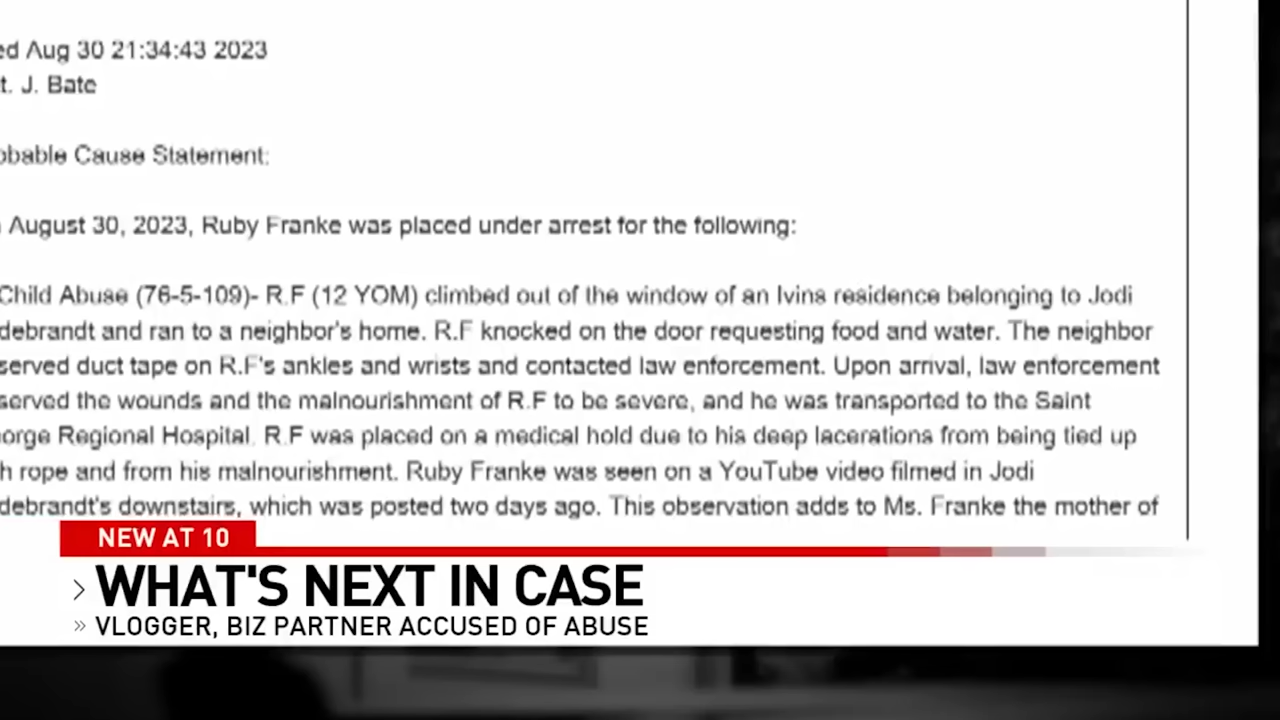 ed Aug 30 21:34:43 2023
t. J. Bate
obable Cause Statement:
August 30, 2023, Ruby Franke was placed under arrest for the following:
Child Abuse (76-5-109)- R.F (12 YOM) climbed out of the window of an Ivins residence belonging to Jodi
debrandt and ran to a neighbor's home. R.F knocked on the door requesting food and water. The neighbor
served duct tape on R.F's ankles and wrists and contacted law enforcement. Upon arrival, law enforcement
served the wounds and the malnourishment of R.F to be severe, and he was transported to the Saint
orge Regional Hospital. R.F was placed on a medical hold due to his deep lacerations from being tied up
h rope and from his malnourishment. Ruby Franke was seen on a YouTube video filmed in Jodi
debrandt's downstairs, which was posted two days ago. This observation adds to Ms. Franke the mother of
NEW AT 10
> WHAT'S NEXT IN CASE
» VLOGGER, BIZ PARTNER ACCUSED OF ABUSE